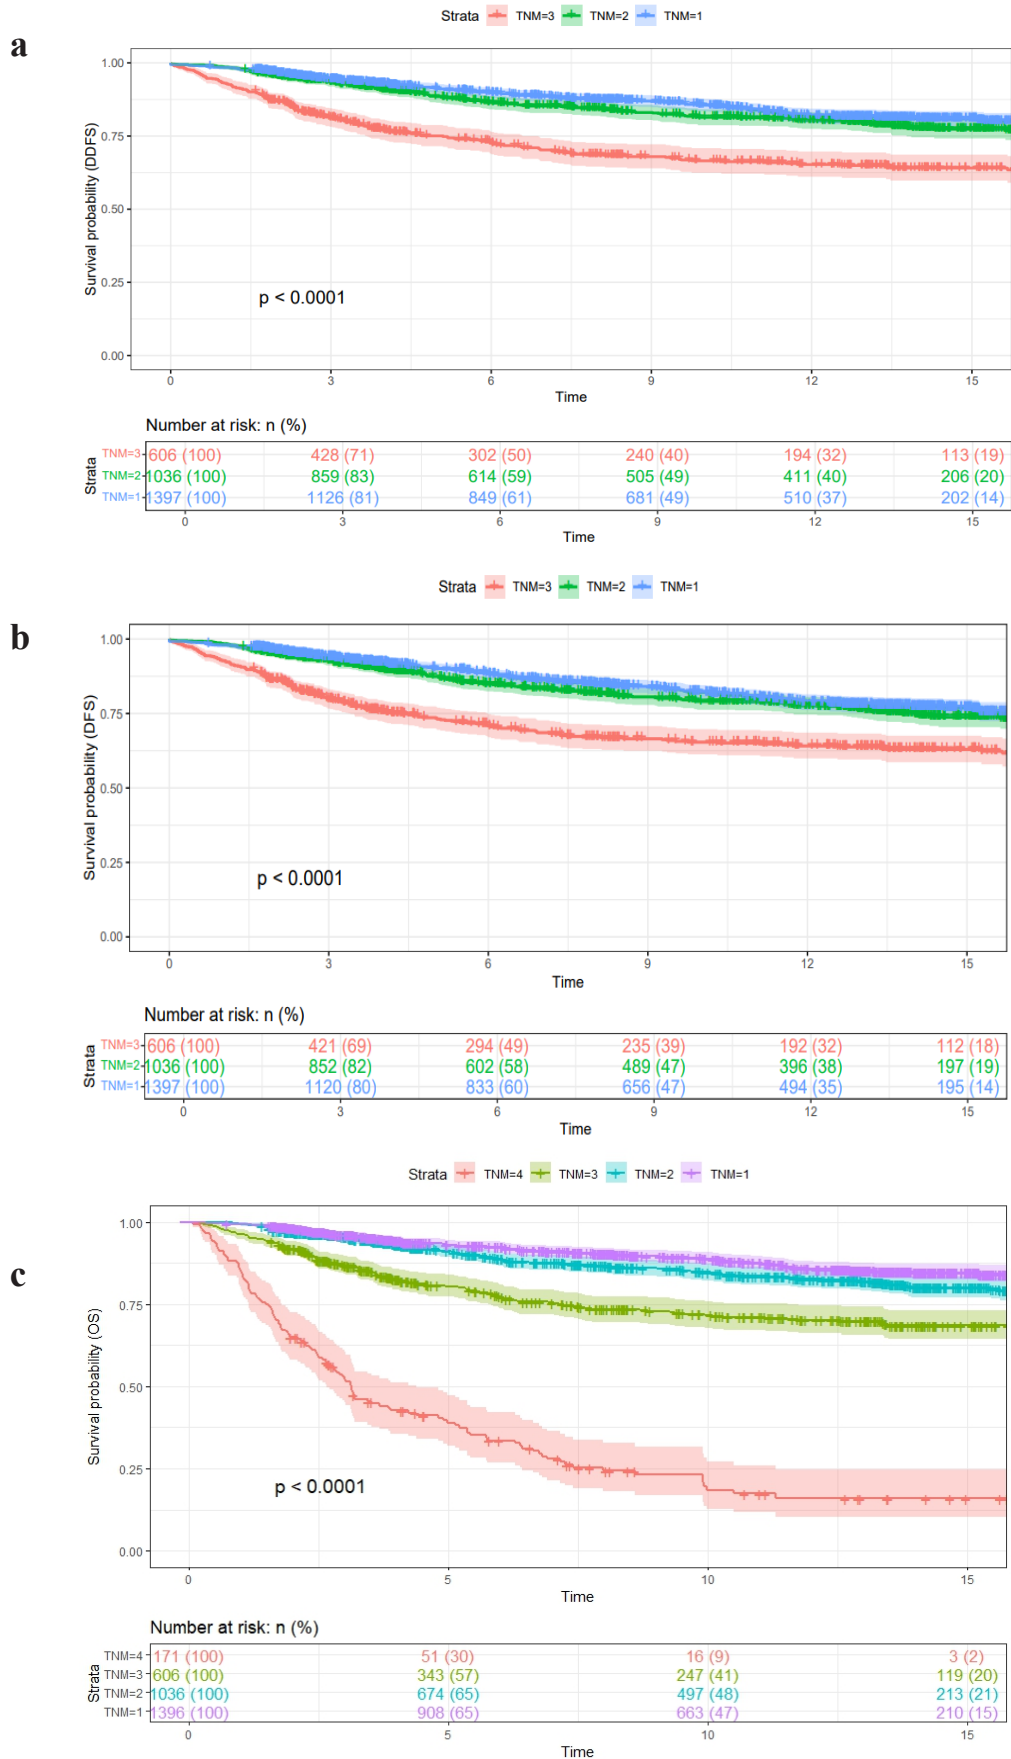 Strata TNM=3 TNM=2 TNM=1
a
1.00
0.75
0.50
0.25
0.00
Survival probability (DDFS)
p < 0.0001
0 3 6 9 12 15
Time
Number at risk: n (%)
Strata
TNM=3 606 (100) 428 (71) 302 (50) 240 (40) 194 (32) 113 (19)
TNM=2 1036 (100) 859 (83) 614 (59) 505 (49) 411 (40) 206 (20)
TNM=1 1397 (100) 1126 (81) 849 (61) 681 (49) 510 (37) 202 (14)
0 3 6 9 12 15
Time
Strata TNM=3 TNM=2 TNM=1
b
1.00
0.75
0.50
0.25
0.00
Survival probability (DFS)
p < 0.0001
0 3 6 9 12 15
Time
Number at risk: n (%)
Strata
TNM=3 606 (100) 421 (69) 294 (49) 235 (39) 192 (32) 112 (18)
TNM=2 1036 (100) 852 (82) 602 (58) 489 (47) 396 (38) 197 (19)
TNM=1 1397 (100) 1120 (80) 833 (60) 656 (47) 494 (35) 195 (14)
0 3 6 9 12 15
Time
Strata TNM=4 TNM=3 TNM=2 TNM=1
c
1.00
0.75
0.50
0.25
0.00
Survival probability (OS)
p < 0.0001
0 5 10 15
Time
Number at risk: n (%)
Strata
TNM=4 171 (100) 51 (30) 16 (9) 3 (2)
TNM=3 606 (100) 343 (57) 247 (41) 119 (20)
TNM=2 1036 (100) 674 (65) 497 (48) 213 (21)
TNM=1 1396 (100) 908 (65) 663 (47) 210 (15)
0 5 10 15
Time